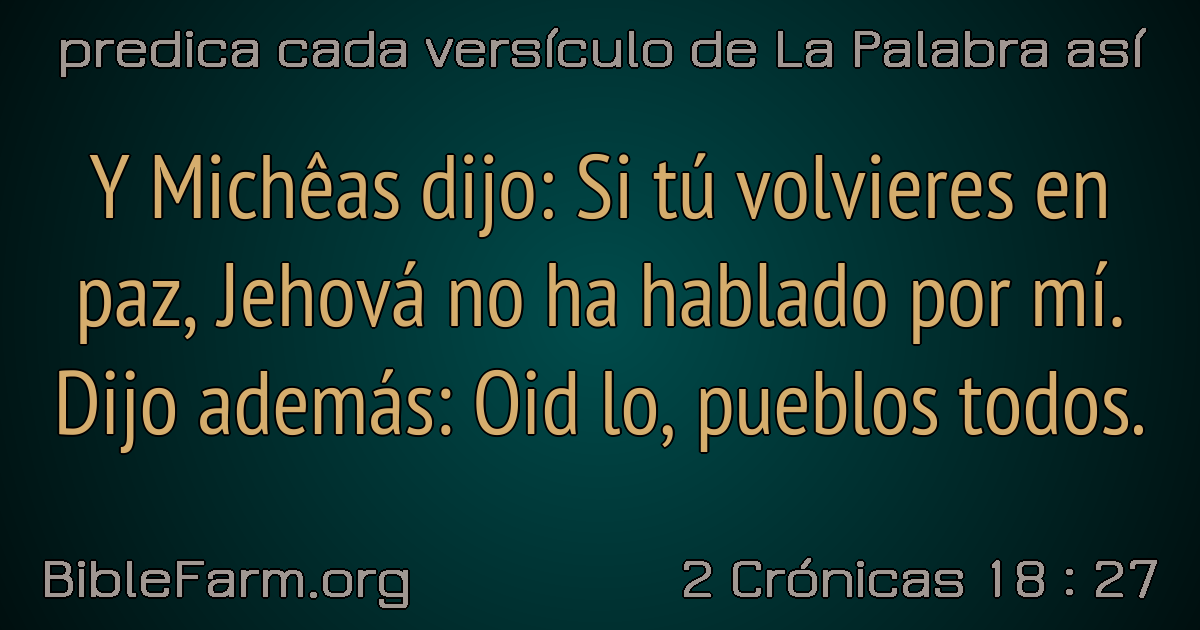 predica cada versículo de La Palabra así
Y Michêas dijo: Si tú volvieres en
paz, Jehová no ha hablado por mí.
Dijo además: Oid lo, pueblos todos.
BibleFarm.org
2 Crónicas 18 : 27